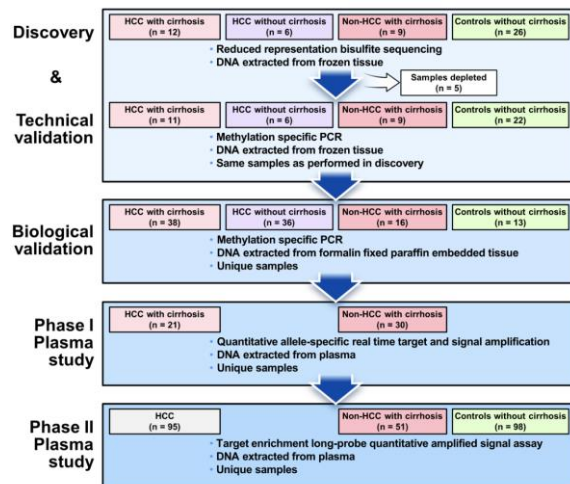 Discovery
&
Technical
validation
HCC with cirrhosis
(n = 12)
HCC without cirrhosis
(n = 6)
Non-HCC with cirrhosis
(n = 9)
Controls without cirrhosis
(n = 26)
• Reduced representation bisulfite sequencing
• DNA extracted from frozen tissue
Samples depleted
(n = 5)
HCC with cirrhosis
(n = 11)
HCC without cirrhosis
(n = 6)
Non-HCC with cirrhosis
(n = 9)
Controls without cirrhosis
(n = 22)
• Methylation specific PCR
• DNA extracted from frozen tissue
• Same samples as performed in discovery
Biological
validation
HCC with cirrhosis
(n = 38)
HCC without cirrhosis
(n = 36)
Non-HCC with cirrhosis
(n = 16)
Controls without cirrhosis
(n = 13)
• Methylation specific PCR
• DNA extracted from formalin fixed paraffin embedded tissue
• Unique samples
Phase I
Plasma
study
HCC with cirrhosis
(n = 21)
Non-HCC with cirrhosis
(n = 30)
• Quantitative allele-specific real time target and signal amplification
• DNA extracted from plasma
• Unique samples
Phase II
Plasma
study
HCC
(n = 95)
Non-HCC with cirrhosis
(n = 51)
Controls without cirrhosis
(n = 98)
• Target enrichment long-probe quantitative amplified signal assay
• DNA extracted from plasma
• Unique samples